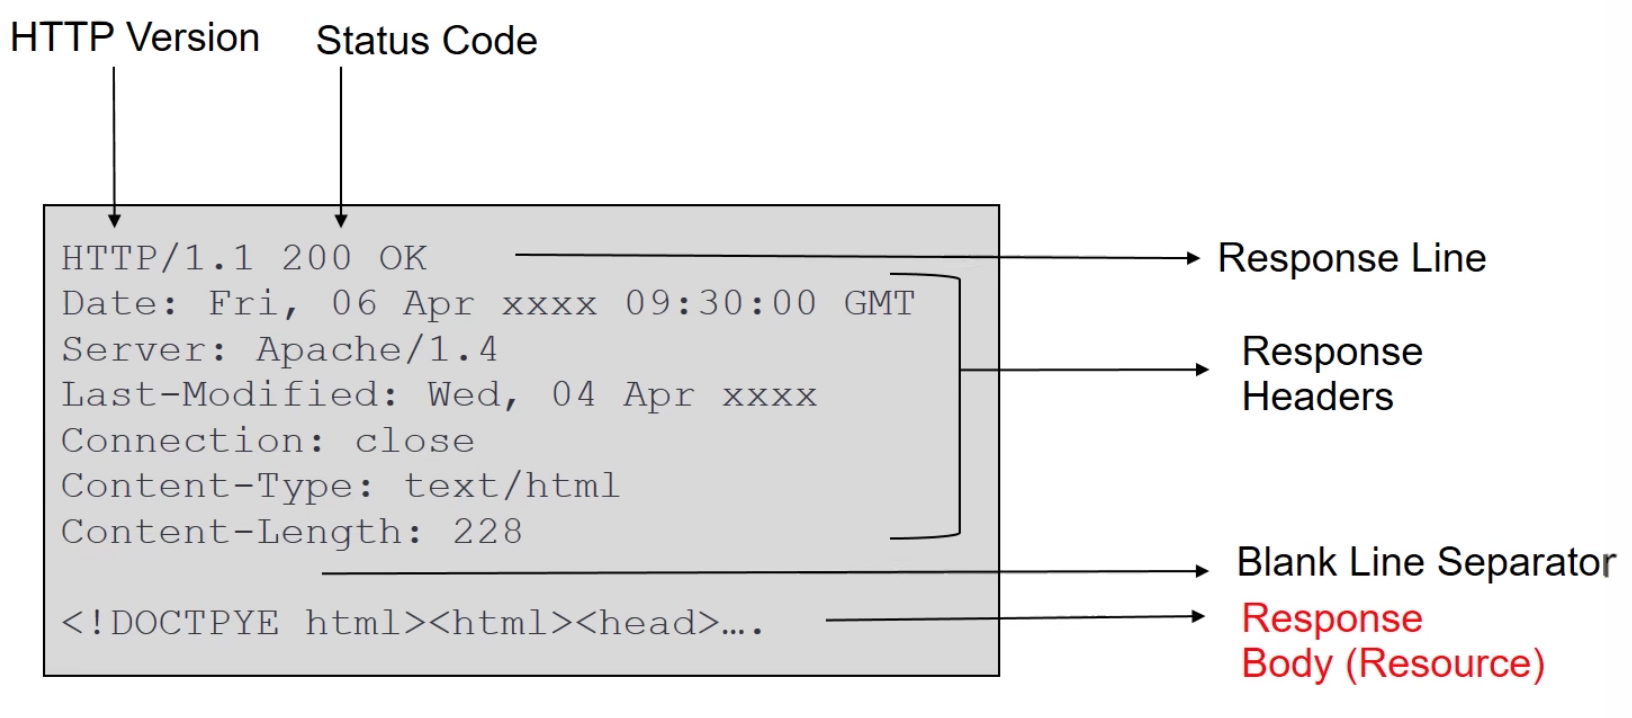 HTTP Version
Status Code
HTTP/1.1 200 OK
Response Line
Date: Fri, 06 Apr xxxx 09:30:00 GMT
Server: Apache/1.4
Last-Modified: Wed, 04 Apr xxxx
Connection: close
Content-Type: text/html
Content-Length: 228
Response
Headers
Blank Line Separator
<!DOCTPYE html><html><head>….
Response
Body (Resource)